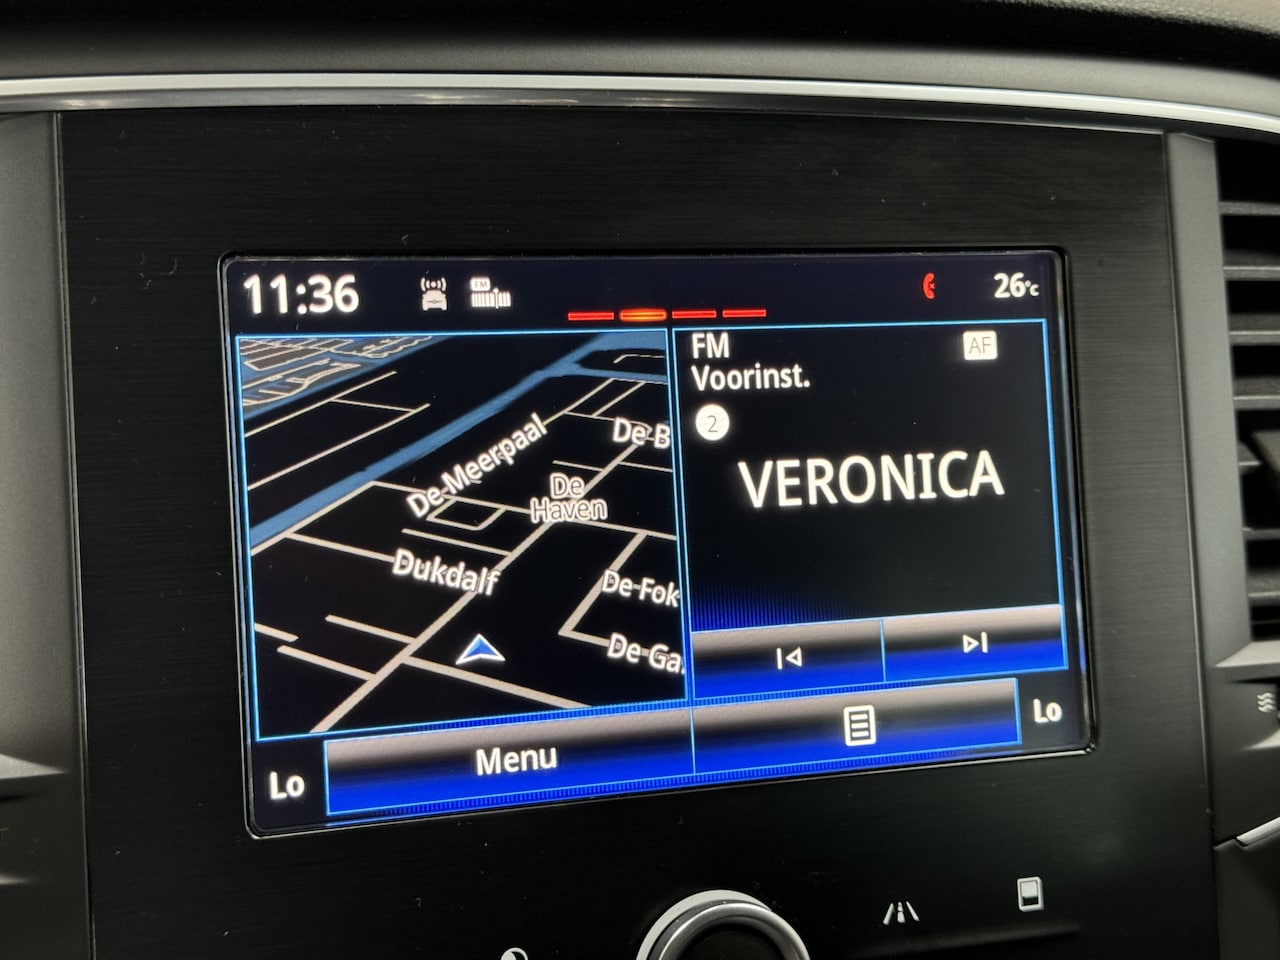 11:36
FM
26°C
FM
AF
Voorinst.
2
VERONICA
De Meerpaal
De B
De
Haven
Dukdalf
De Fok
De Ga
Menu
Lo
Lo